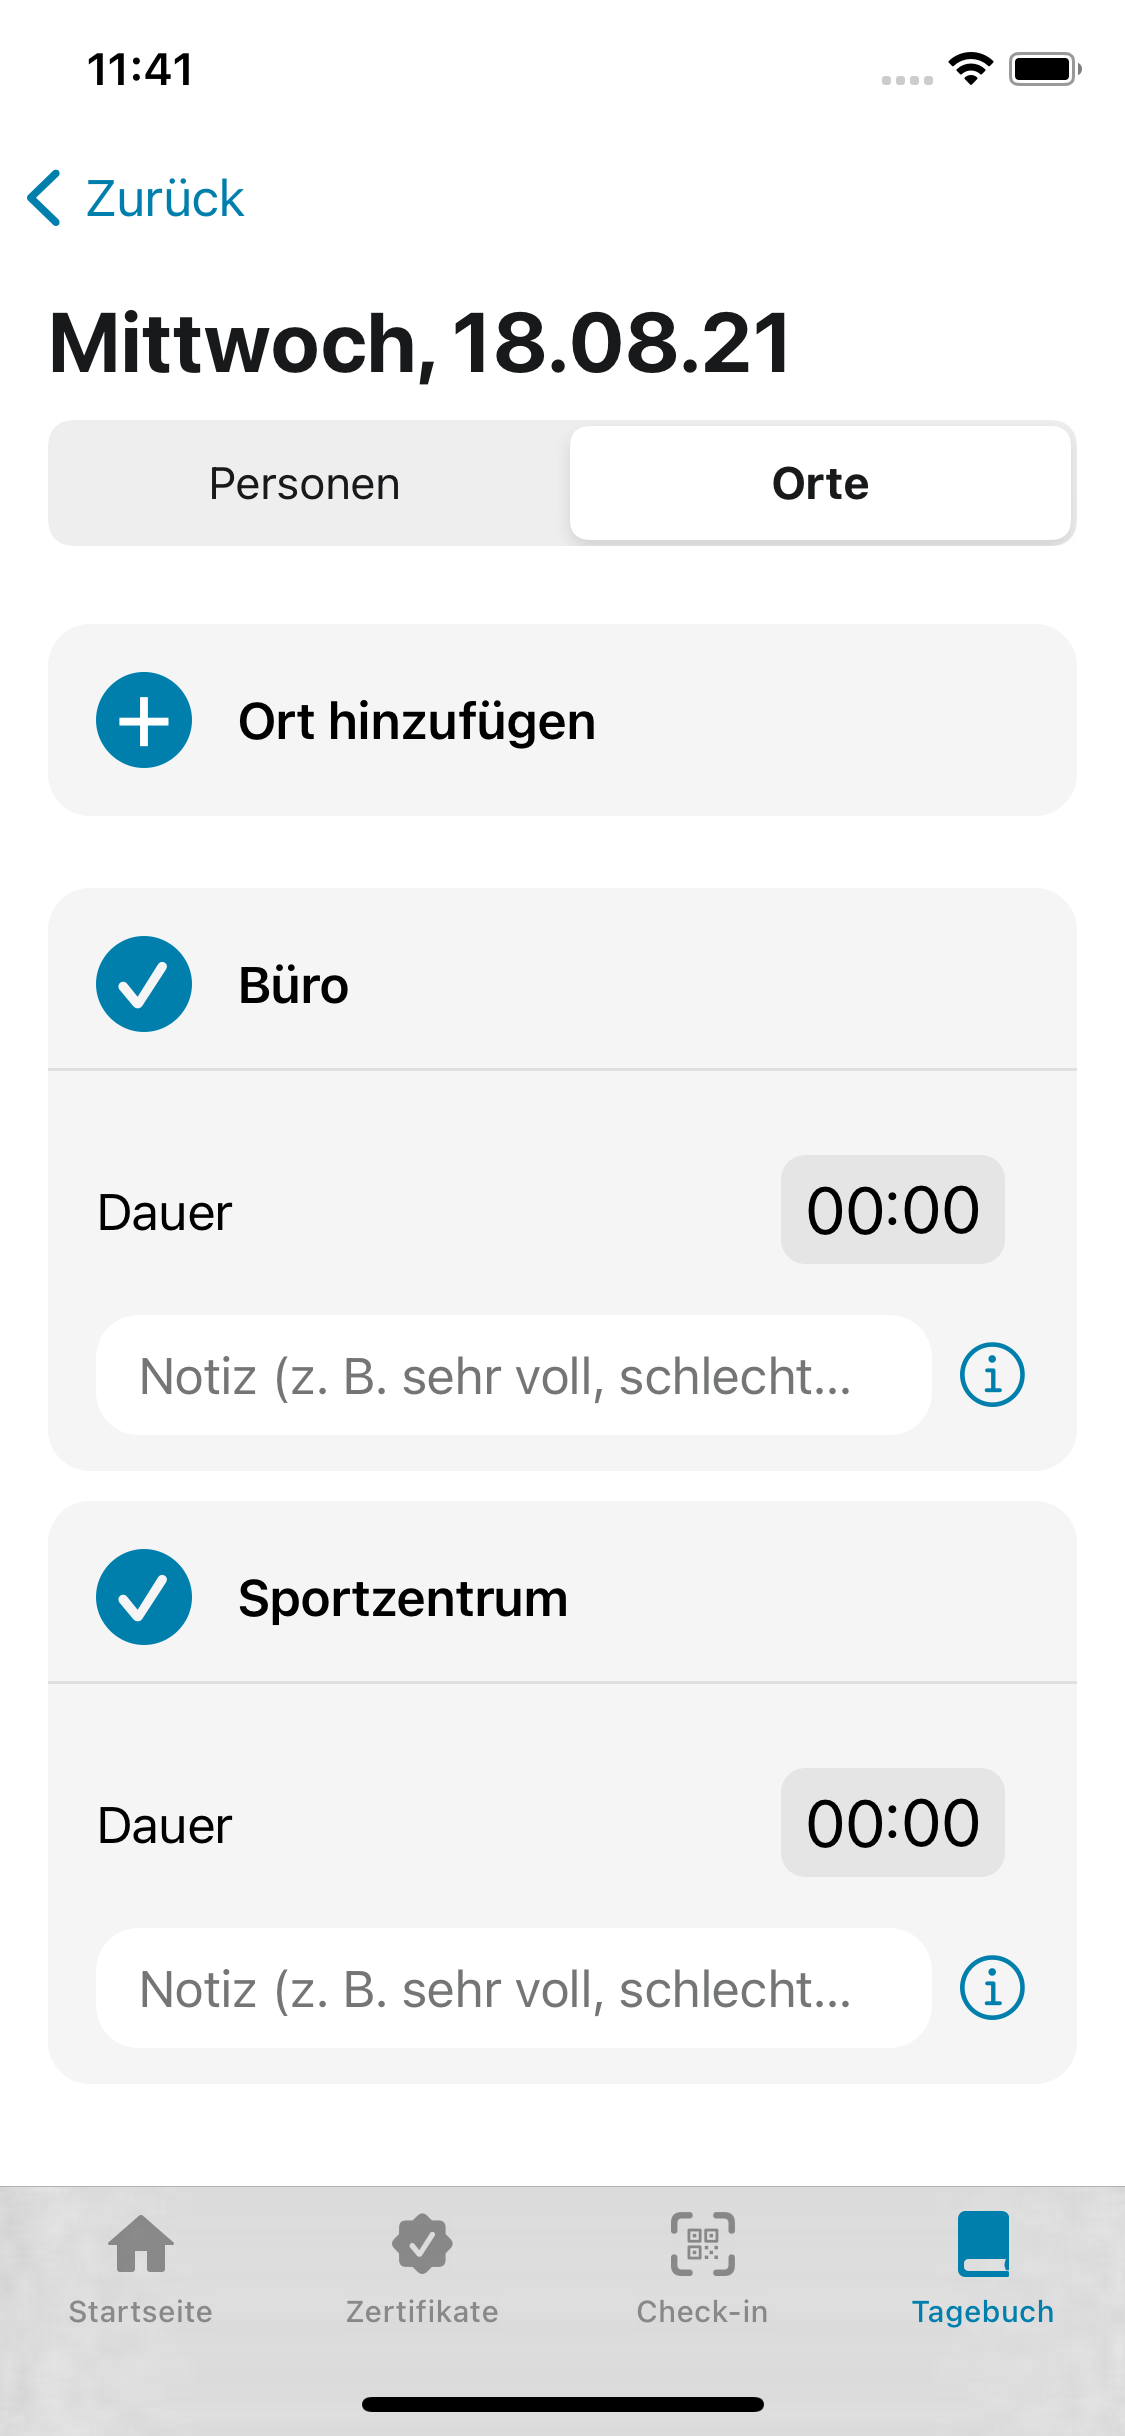 11:41
Zurück
Mittwoch, 18.08.21
Personen
Orte
Ort hinzufügen
Büro
Dauer
00:00
Notiz (z. B. sehr voll, schlecht...
Sportzentrum
Dauer
00:00
Notiz (z. B. sehr voll, schlecht...
Startseite
Zertifikate
Check-in
Tagebuch